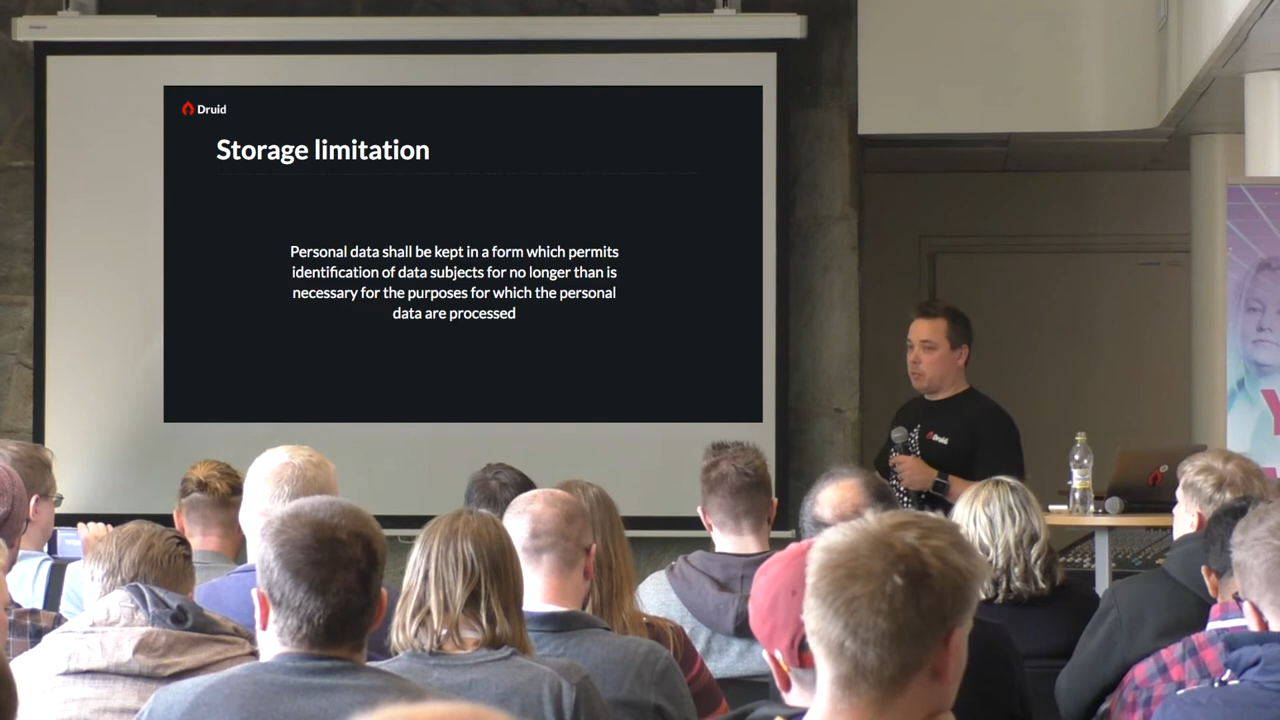 Druid
Storage limitation
Personal data shall be kept in a form which permits
identification of data subjects for no longer than is
necessary for the purposes for which the personal
data are processed
Druid
Y